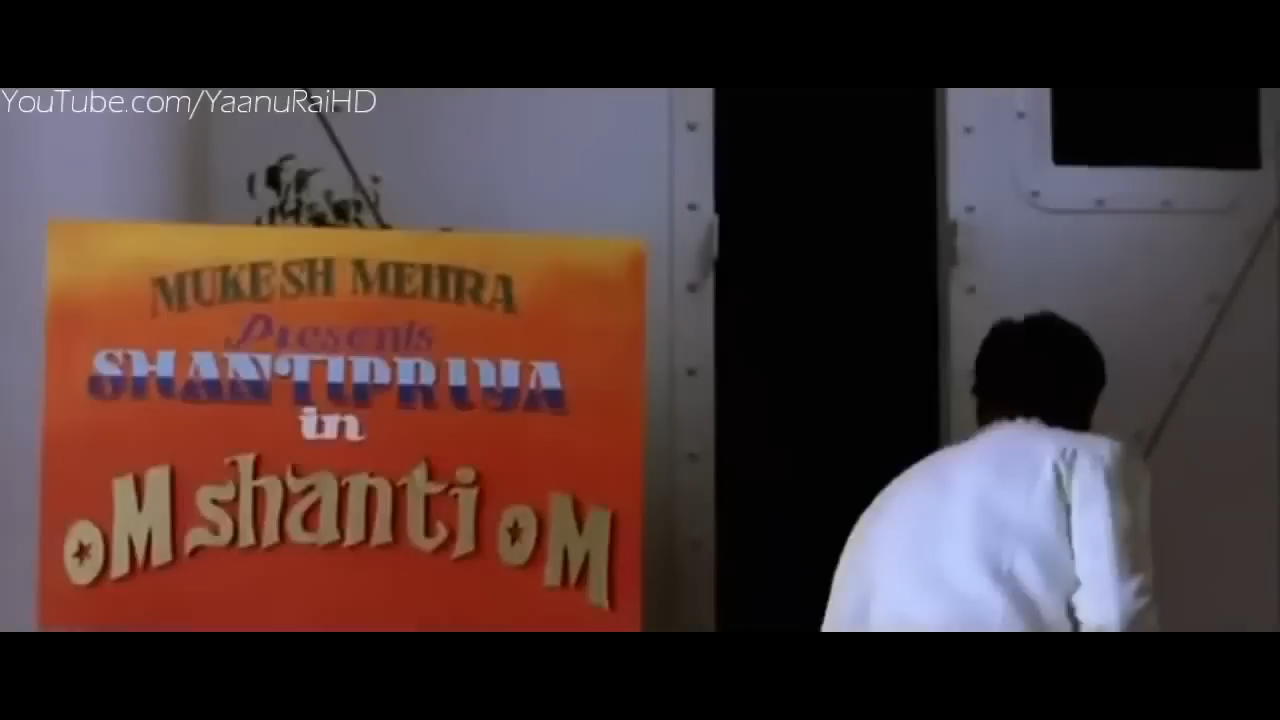 YouTube.com/YaanuRaiHD
MUKESH MEHRA
Presents
SHANTIPRIYA
in
oM shanti oM